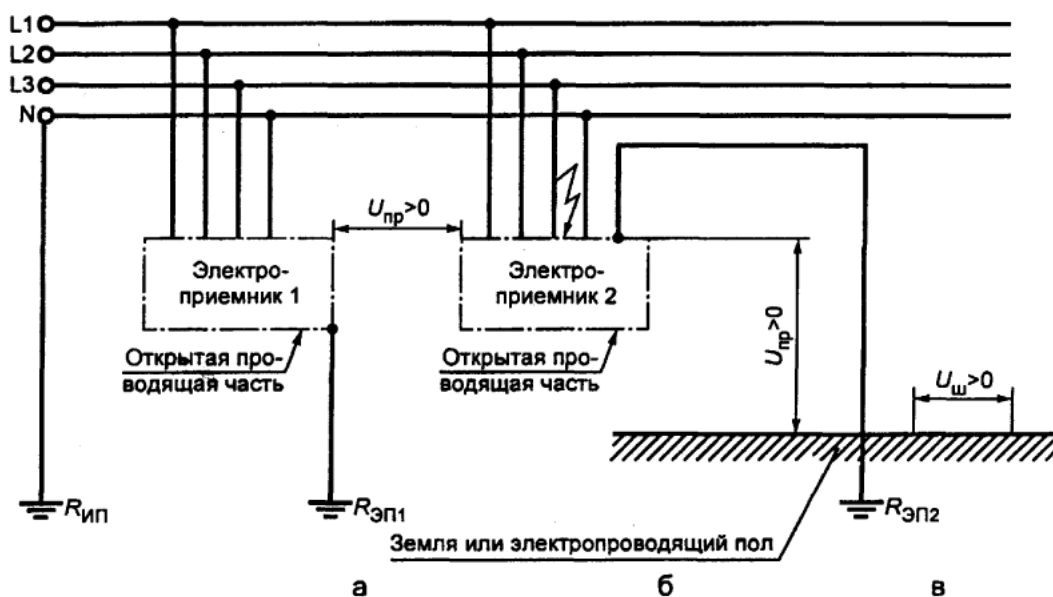 L1
L2
L3
N
Uпр>0
Электро-
приемник 1
Электро-
приемник 2
Открытая про-
водящая часть
Открытая про-
водящая часть
Uпр>0
Uш>0
RИП
RЭП1
RЭП2
Земля или электропроводящий пол
а
б
в